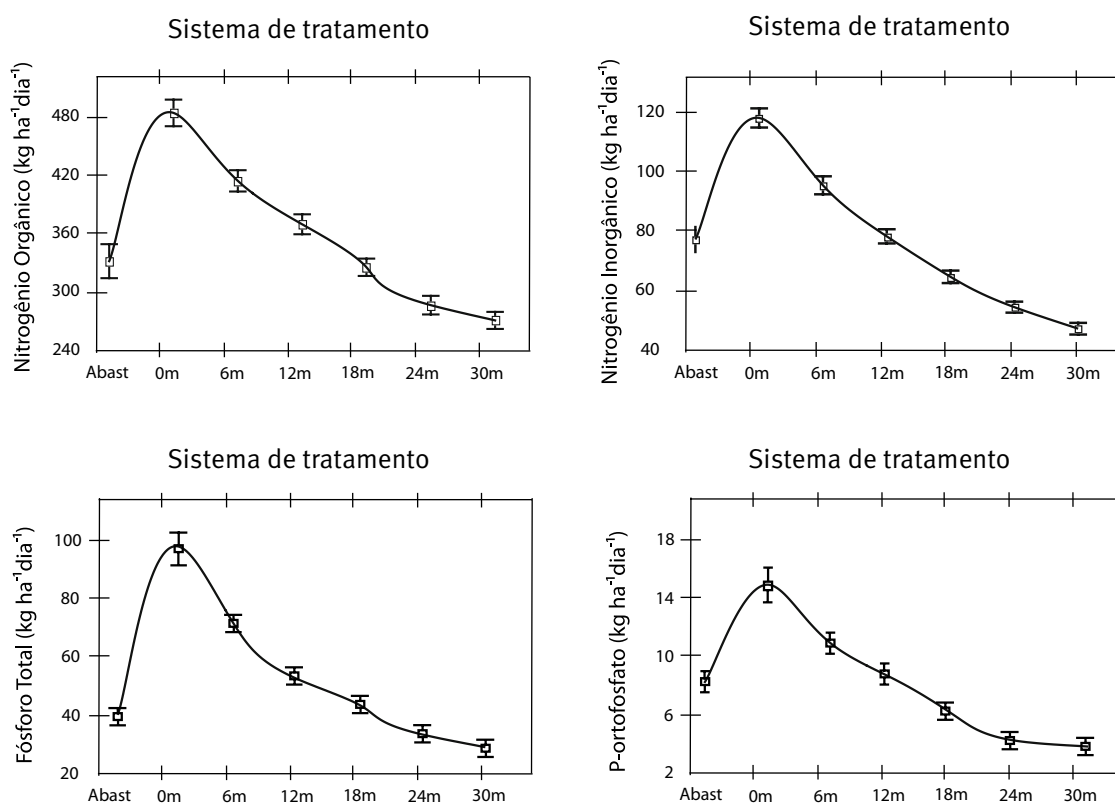 Sistema de tratamento
Nitrogênio Orgânico (kg ha⁻¹dia⁻¹)
480
420
360
300
240
Abast 0m 6m 12m 18m 24m 30m
Sistema de tratamento
Nitrogênio Inorgânico (kg ha⁻¹dia⁻¹)
120
100
80
60
40
Abast 0m 6m 12m 18m 24m 30m
Sistema de tratamento
Fósforo Total (kg ha⁻¹dia⁻¹)
100
80
60
40
20
Abast 0m 6m 12m 18m 24m 30m
Sistema de tratamento
P-ortofosfato (kg ha⁻¹dia⁻¹)
18
14
10
6
2
Abast 0m 6m 12m 18m 24m 30m